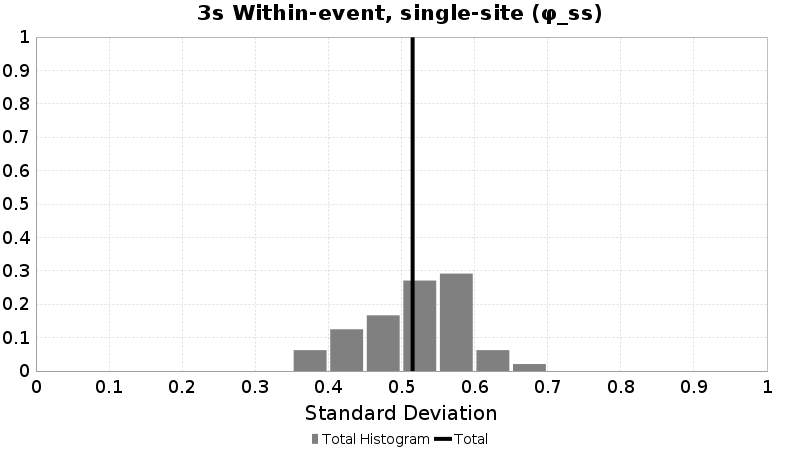 3s Within-event, single-site (φ_ss)
1
0.9
0.8
0.7
0.6
0.5
0.4
0.3
0.2
0.1
0
0 0.1 0.2 0.3 0.4 0.5 0.6 0.7 0.8 0.9 1
Standard Deviation
Total Histogram Total